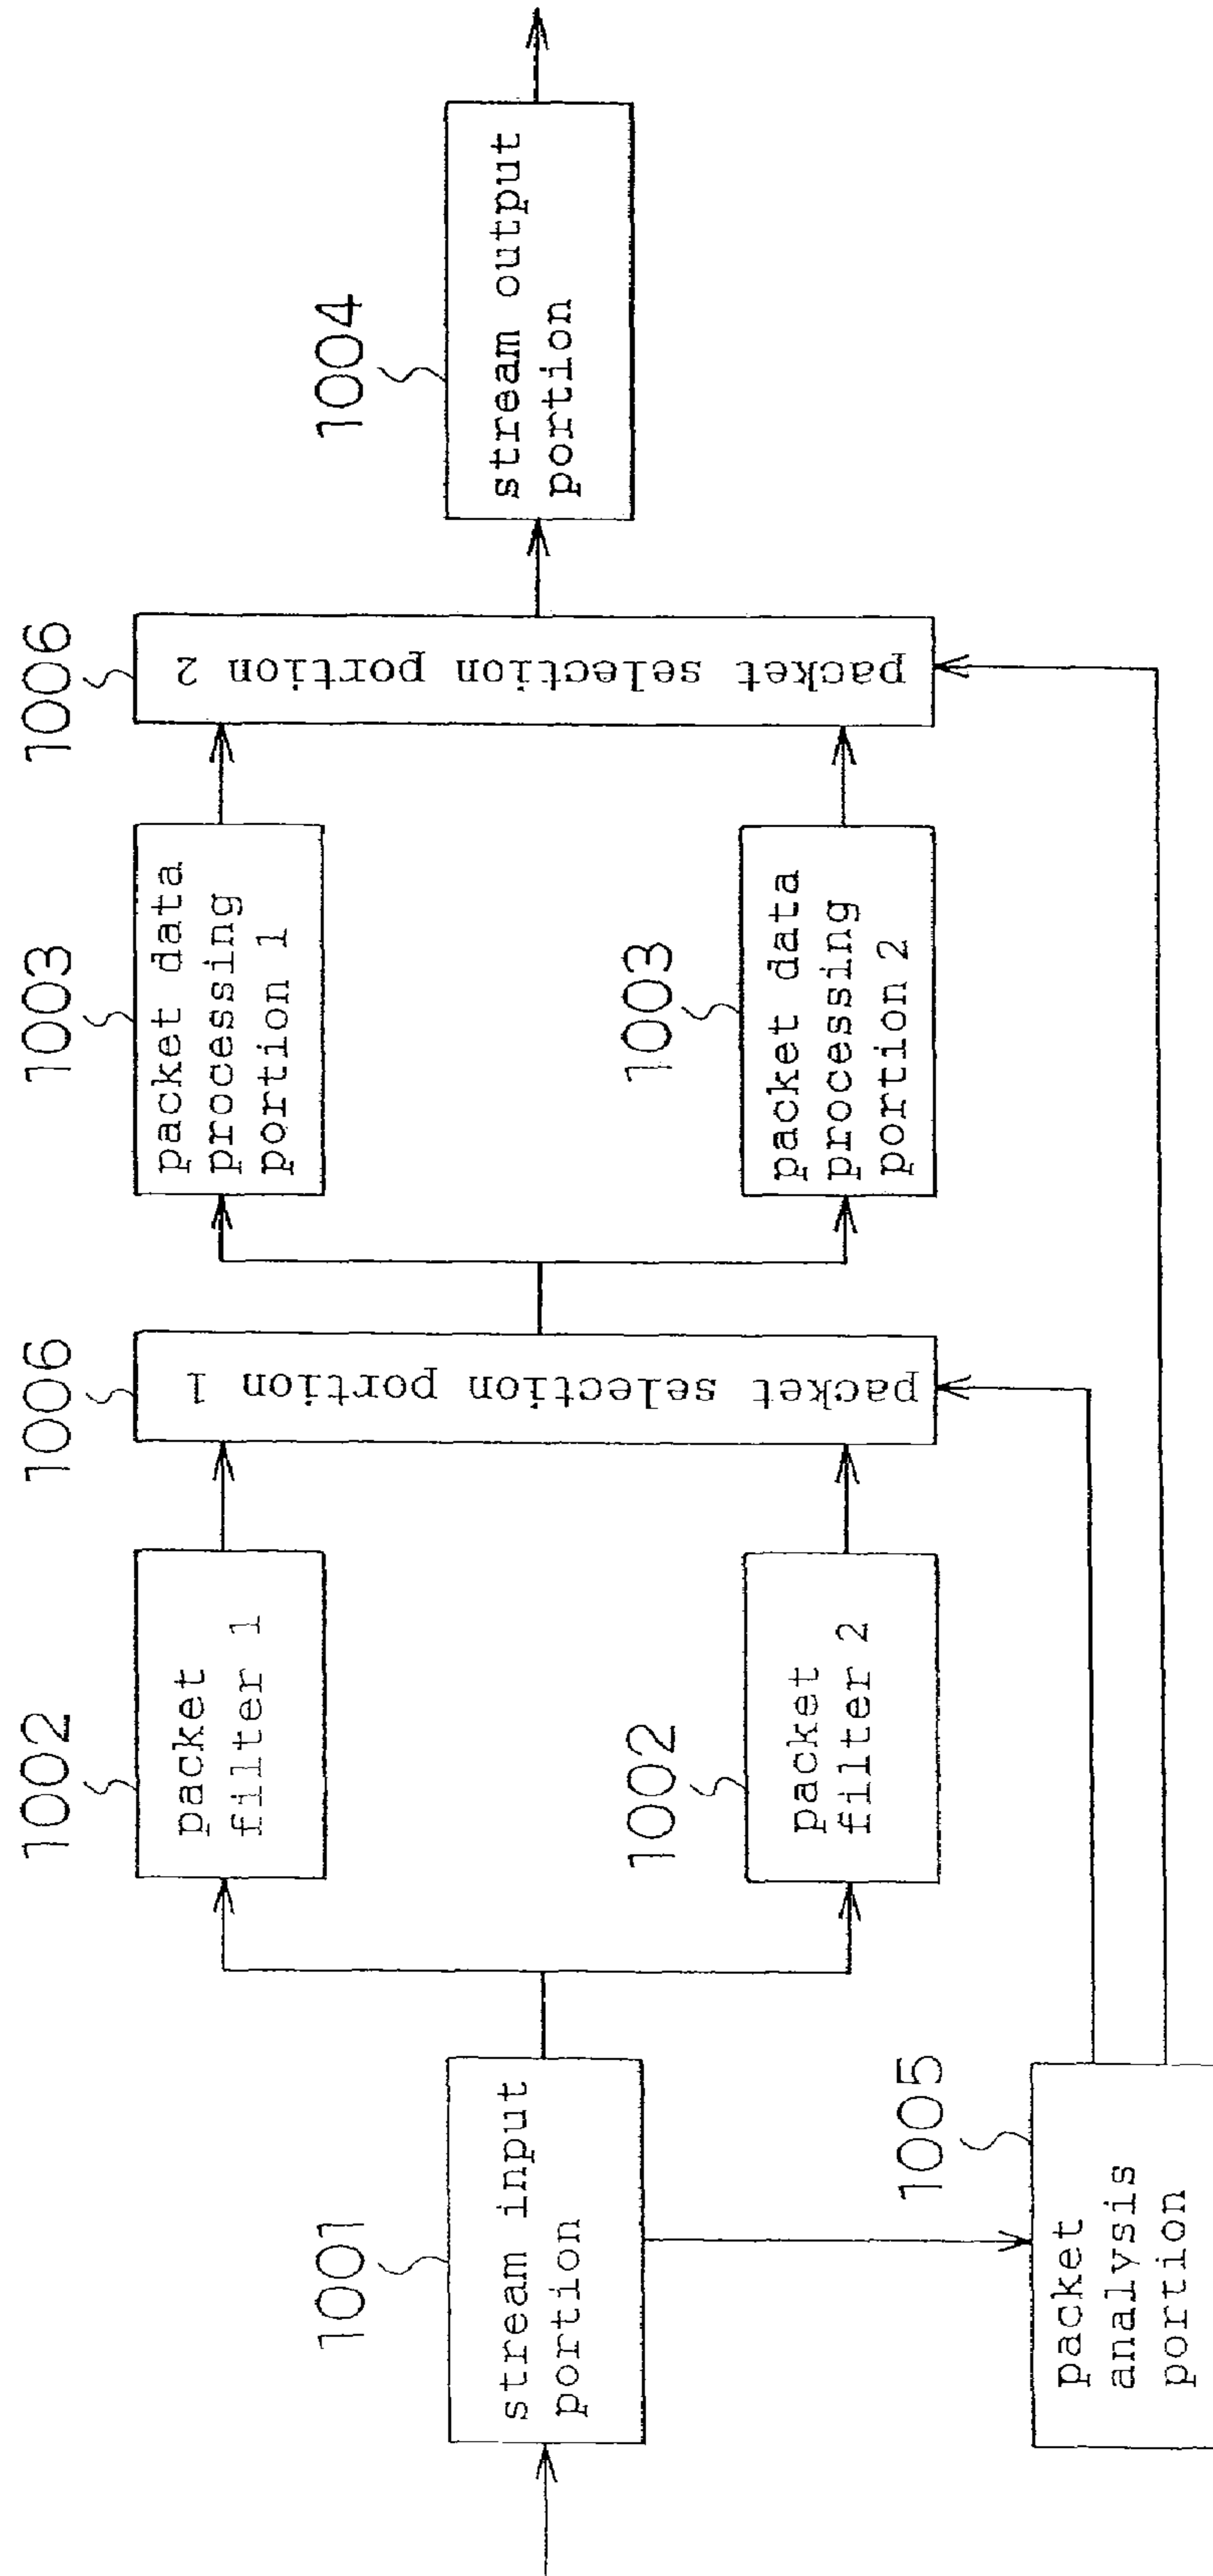 1001
stream input
portion
1002
packet
filter 1
1002
packet
filter 2
1005
packet
analysis
portion
1006
packet selection portion 1
1003
packet data
processing
portion 1
1003
packet data
processing
portion 2
1006
packet selection portion 2
1004
stream output
portion